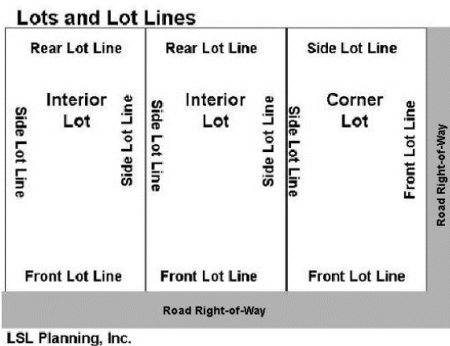 Lots and Lot Lines
Rear Lot Line
Rear Lot Line
Side Lot Line
Interior
Lot
Interior
Lot
Corner
Lot
Side Lot Line
Side Lot Line
Side Lot Line
Side Lot Line
Side Lot Line
Front Lot Line
Road Right-of-Way
Front Lot Line
Front Lot Line
Front Lot Line
Road Right-of-Way
LSL Planning, Inc.